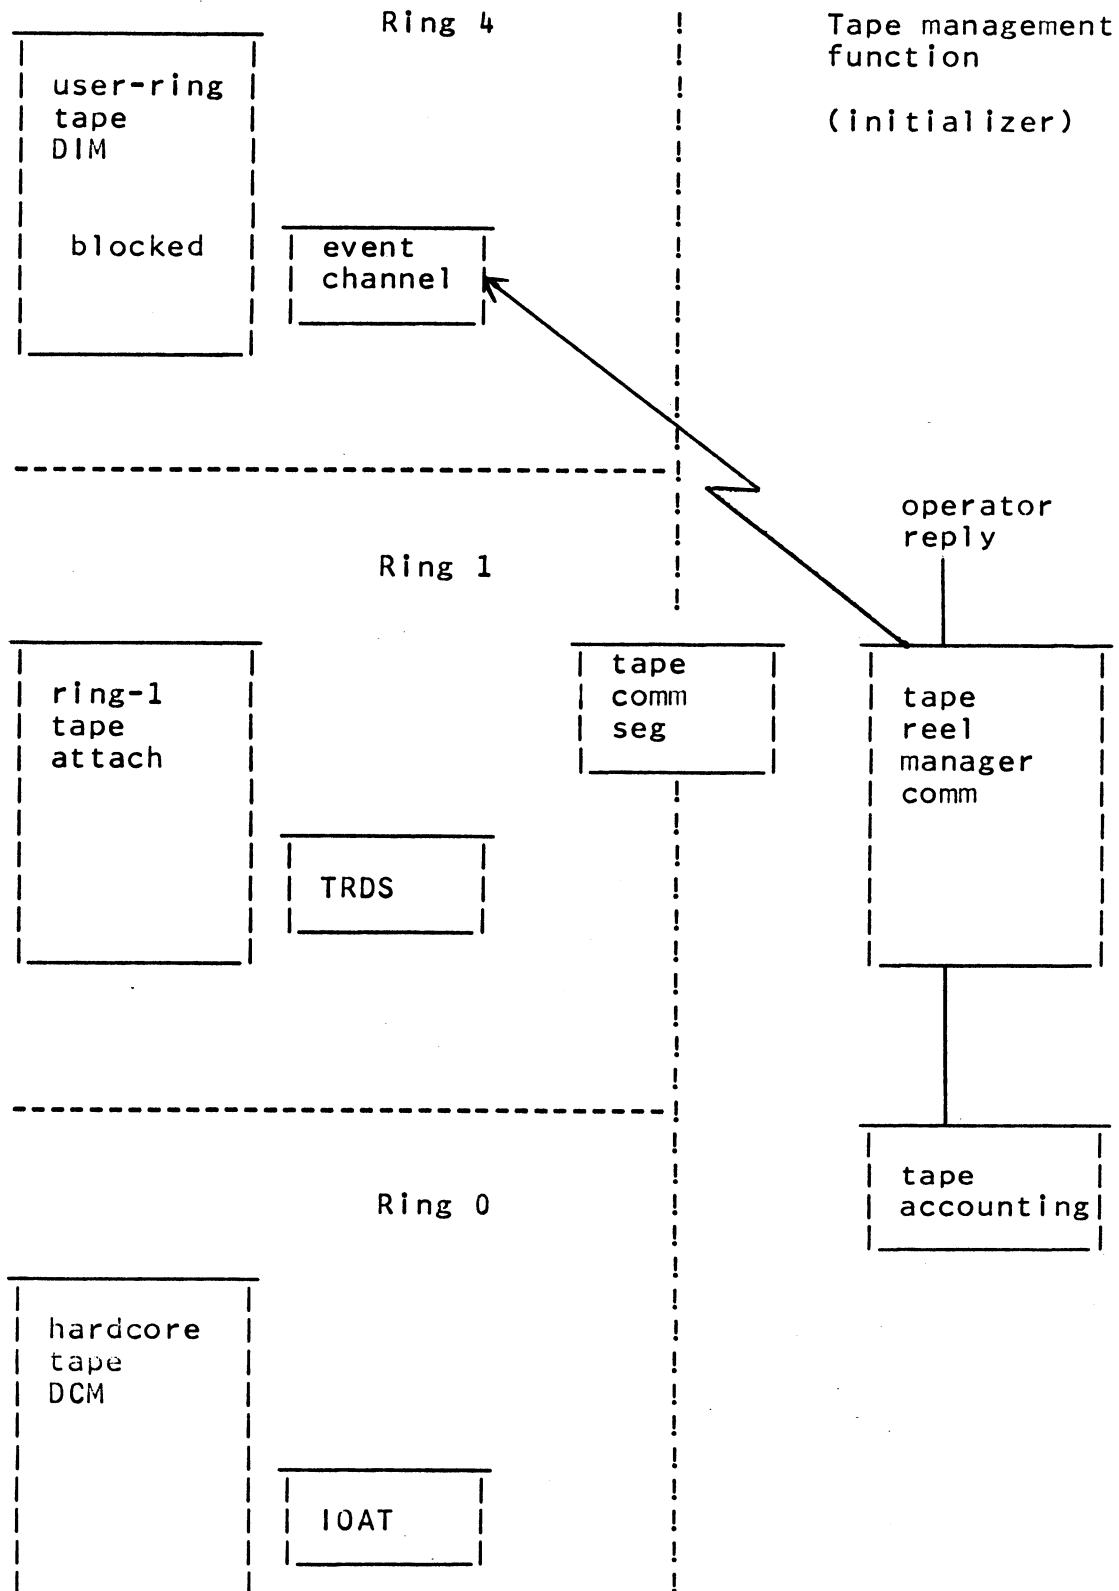 Ring 4
Tape management
function
(initializer)
user-ring
tape
DIM
blocked
event
channel
operator
reply
Ring 1
ring-1
tape
attach
tape
comm
seg
tape
reel
manager
comm
TRDS
tape
accounting
Ring 0
hardcore
tape
DCM
IOAT